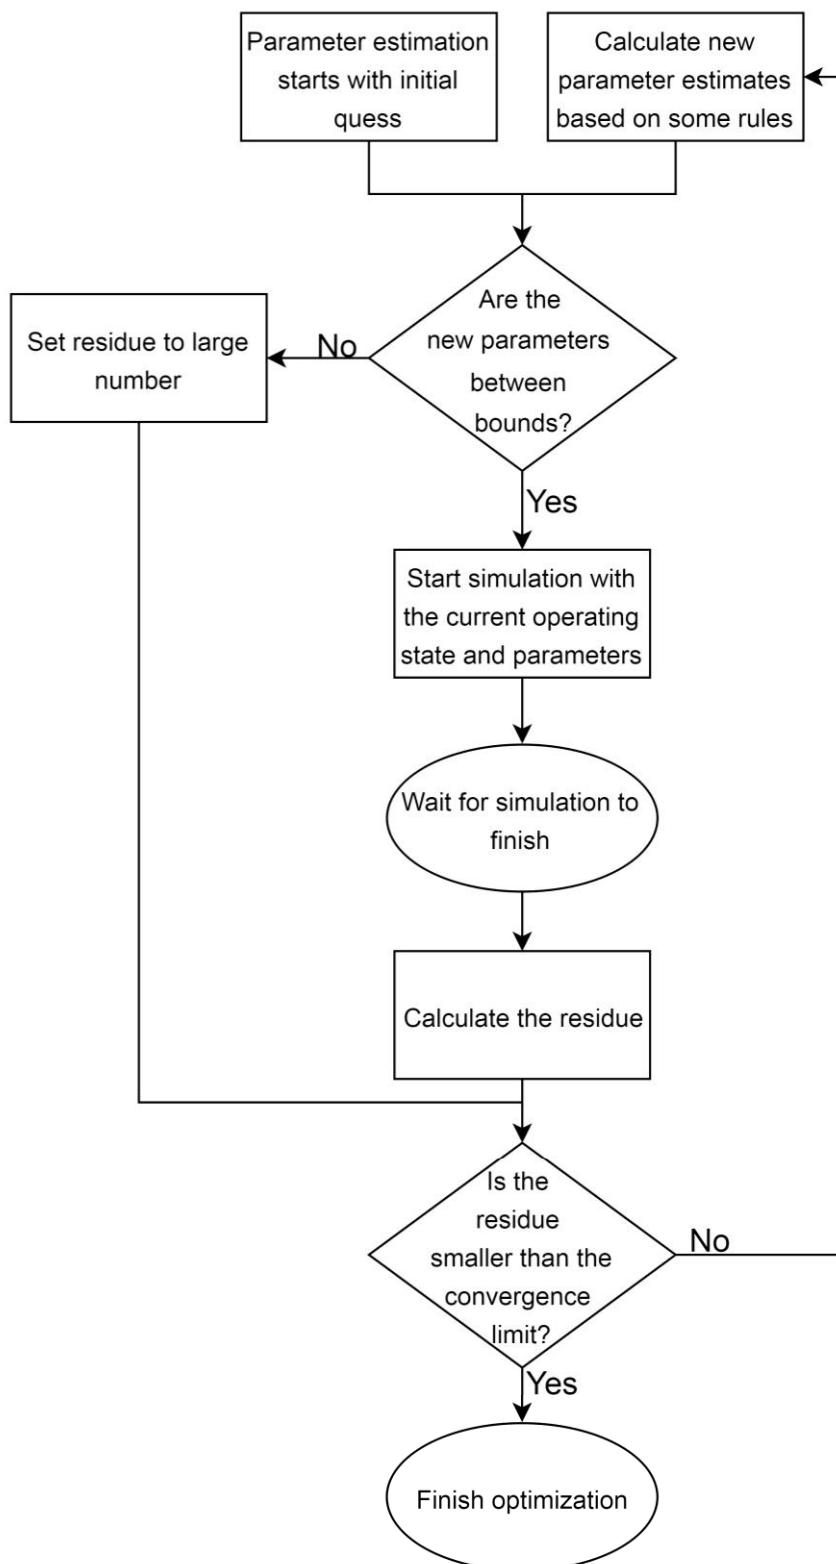 Parameter estimation
starts with initial
quess
Calculate new
parameter estimates
based on some rules
Are the
new parameters
between
bounds?
No
Set residue to large
number
Yes
Start simulation with
the current operating
state and parameters
Wait for simulation to
finish
Calculate the residue
Is the
residue
smaller than the
convergence
limit?
No
Yes
Finish optimization